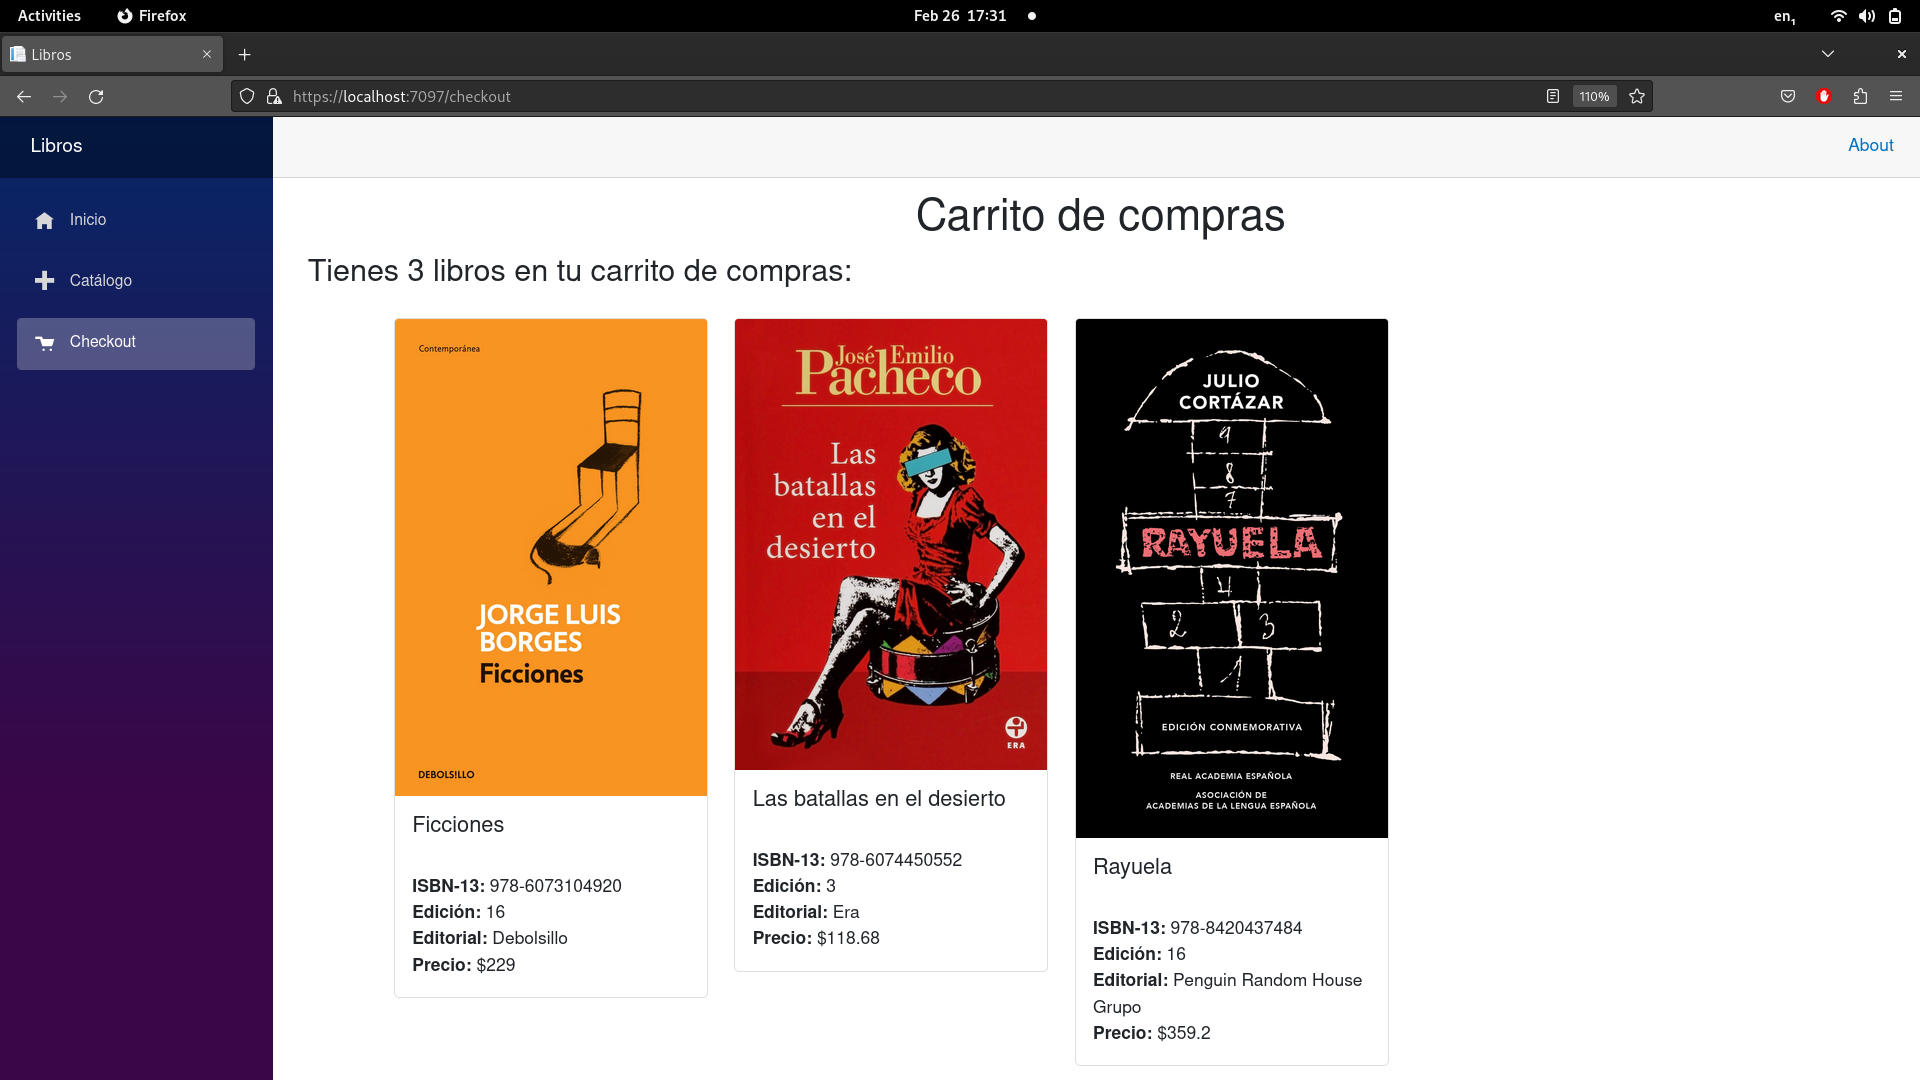 Activities
Firefox
Feb 26 17:31
en1
Libros
https://localhost:7097/checkout
110%
Libros
About
Inicio
Catálogo
Checkout
Carrito de compras
Tienes 3 libros en tu carrito de compras:
Contemporánea
JORGE LUIS
BORGES
Ficciones
DEBOLS!LLO
Ficciones
ISBN-13: 978-6073104920
Edición: 16
Editorial: Debolsillo
Precio: $229
José Emilio
Pacheco
Las
batallas
en el
desierto
ERA
Las batallas en el desierto
ISBN-13: 978-6074450552
Edición: 3
Editorial: Era
Precio: $118.68
JULIO
CORTÁZAR
9
8
7
RAYUELA
4
2 3
1
EDICIÓN CONMEMORATIVA
REAL ACADEMIA ESPAÑOLA
ASOCIACIÓN DE
ACADEMIAS DE LA LENGUA ESPAÑOLA
Rayuela
ISBN-13: 978-8420437484
Edición: 16
Editorial: Penguin Random House
Grupo
Precio: $359.2